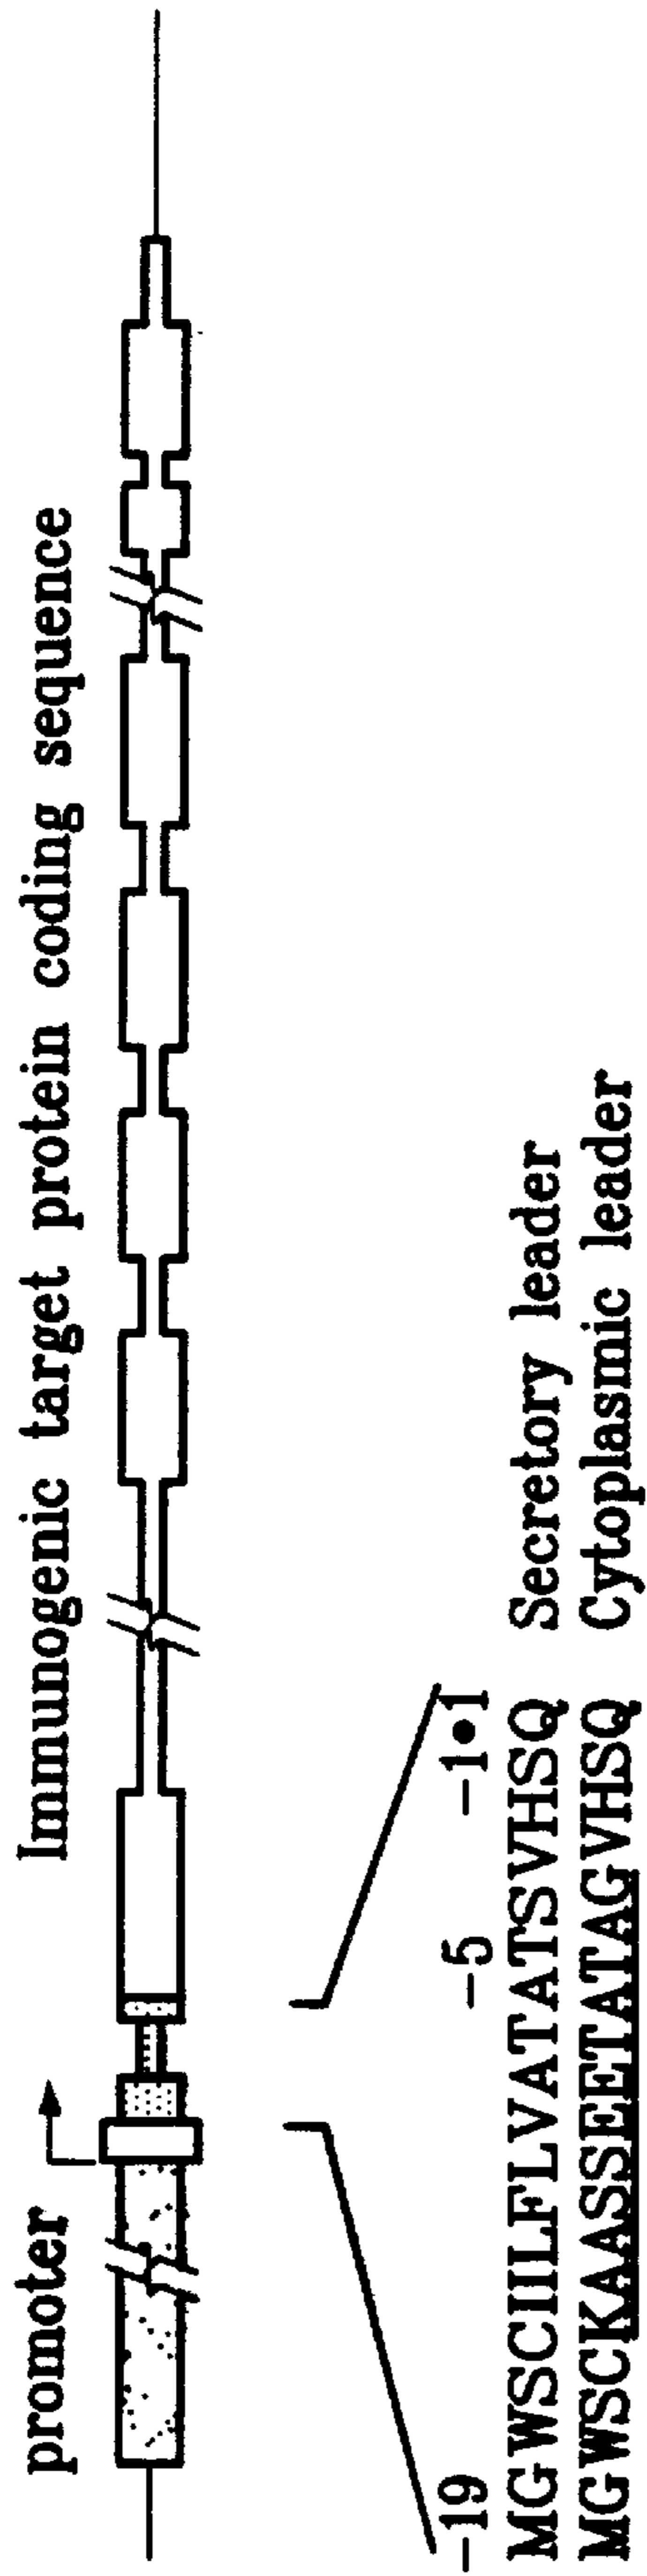 promoter Immunogenic target protein coding sequence
-19 -5 -1•1
MGWSCIILFLVATATSVHSQ Secretory leader
MGWSCKAASSEETATAGVHSQ Cytoplasmic leader